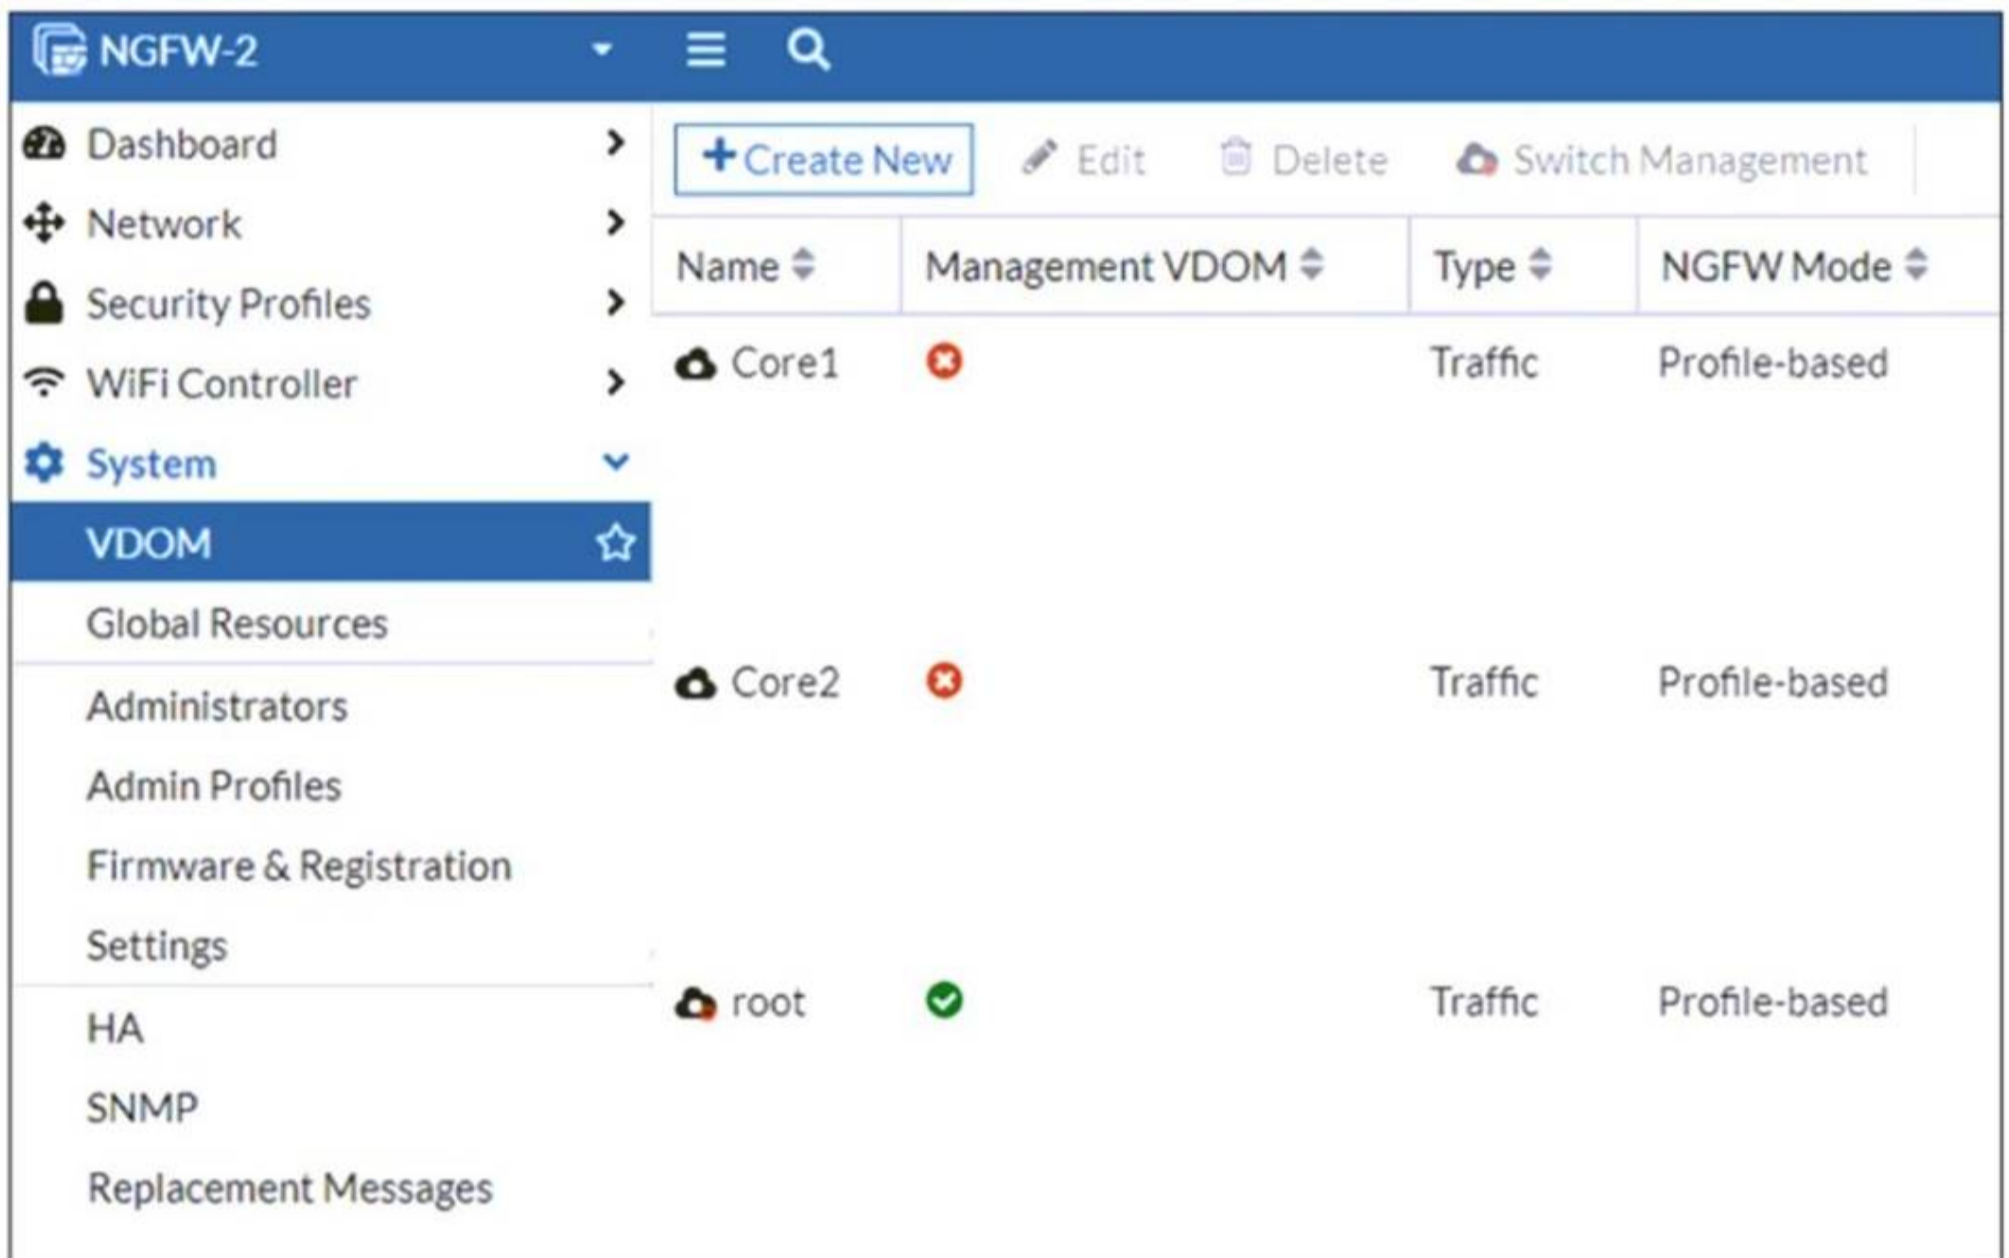 NGFW-2
Dashboard
Network
Security Profiles
WiFi Controller
System
VDOM
Global Resources
Administrators
Admin Profiles
Firmware & Registration
Settings
HA
SNMP
Replacement Messages
+Create New Edit Delete Switch Management
Name Management VDOM Type NGFW Mode
Core1 Traffic Profile-based
Core2 Traffic Profile-based
root Traffic Profile-based